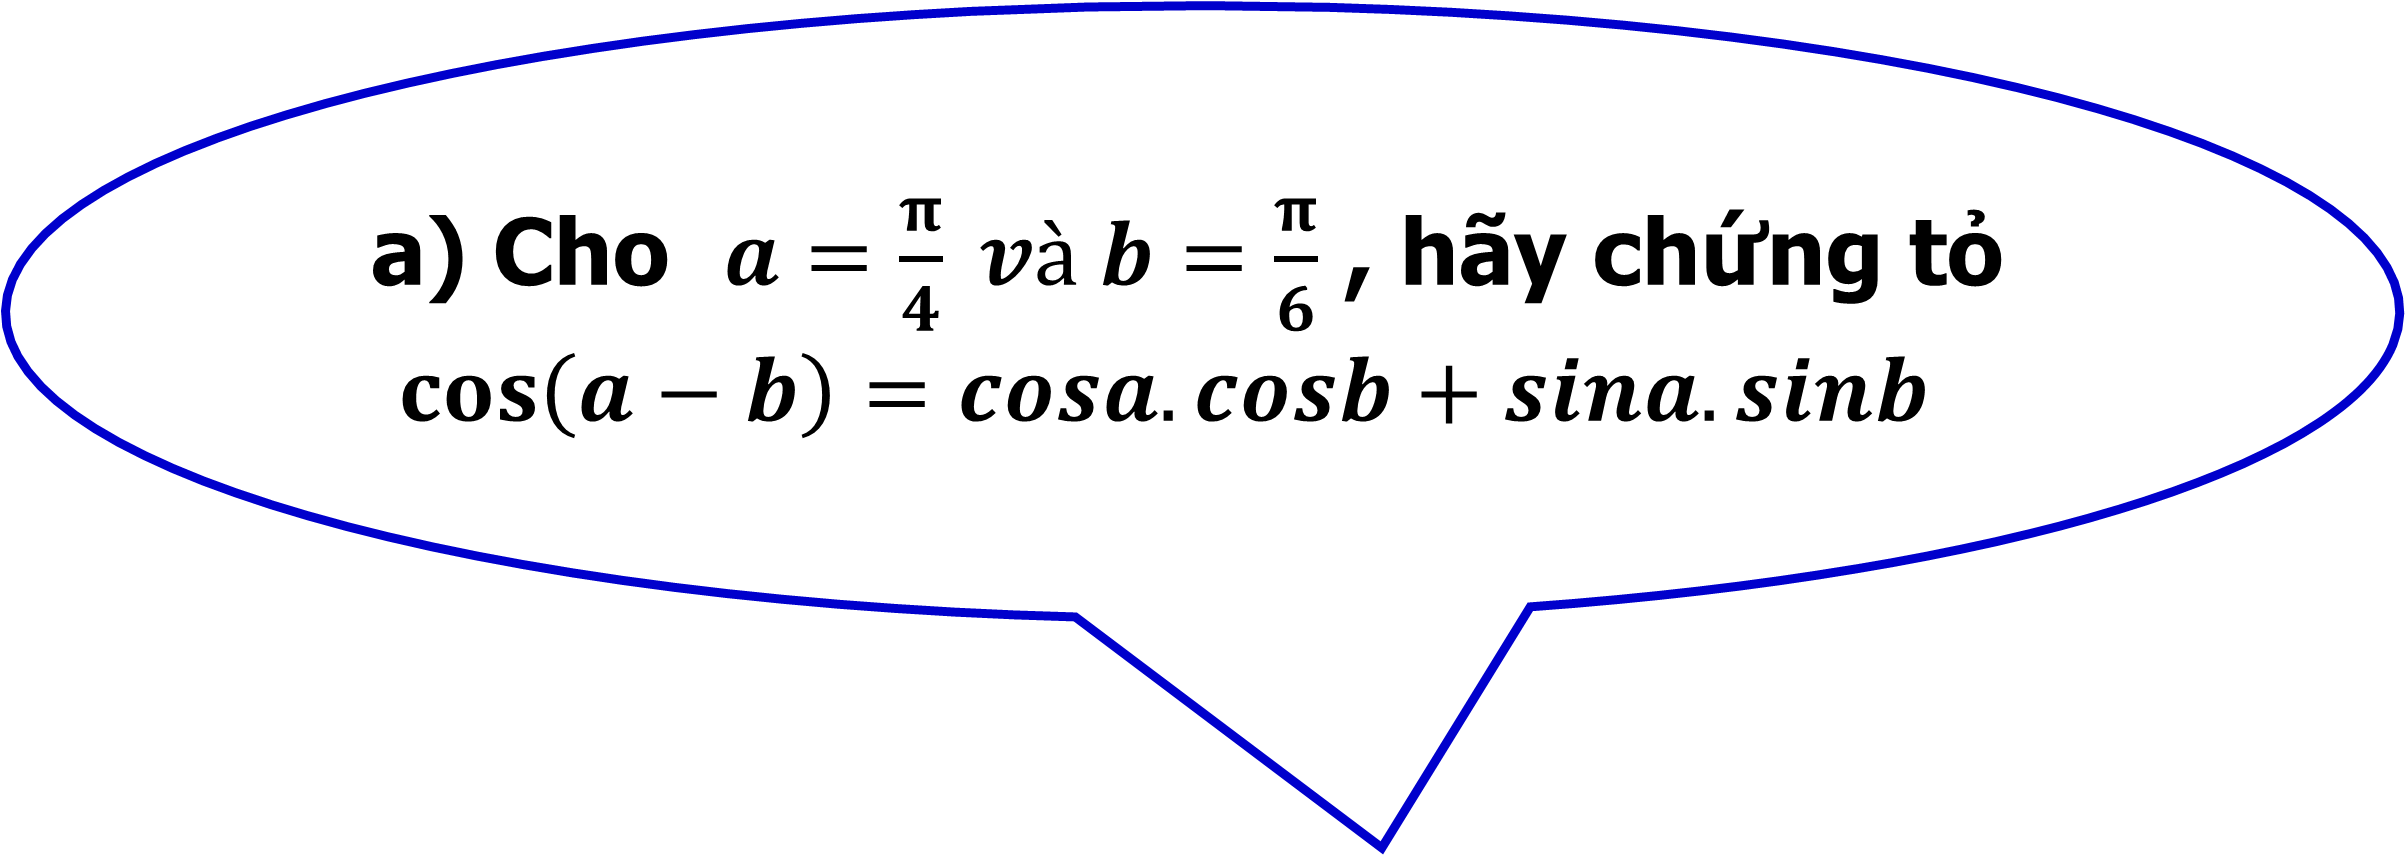 a) Cho a = π/4 và b = π/6 , hãy chứng tỏ
cos(a − b) = cosa. cosb + sina. sinb